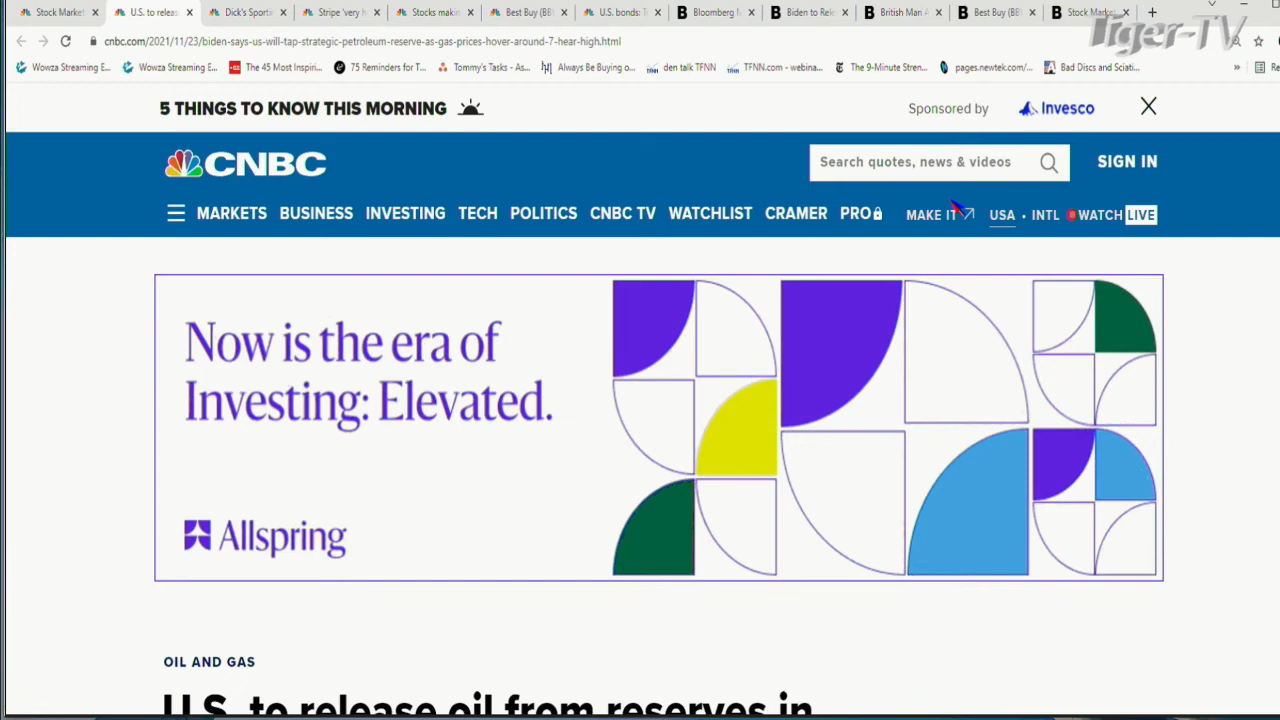 Stock Market
U.S. to releas
Dick's Sporti
Stripe 'very h
Stocks makin
Best Buy (BB
U.S. bonds: T
Bloomberg M
Biden to Rele
British Man A
Best Buy (BB
Stock Marke
Tiger-TV
cnbc.com/2021/11/23/biden-says-us-will-tap-strategic-petroleum-reserve-as-gas-prices-hover-around-7-hear-high.html
Wowza Streaming E...
Wowza Streaming E...
The 45 Most Inspiri...
75 Reminders for T...
Tommy's Tasks - As...
Always Be Buying o...
den talk TFNN
TFNN.com - webina...
The 9-Minute Stren...
pages.newtek.com/...
Bad Discs and Sciati...
»
5 THINGS TO KNOW THIS MORNING
Sponsored by Invesco
CNBC
Search quotes, news & videos
SIGN IN
MARKETS BUSINESS INVESTING TECH POLITICS CNBC TV WATCHLIST CRAMER PRO MAKE IT USA • INTL WATCH LIVE
Now is the era of
Investing: Elevated.
Allspring
OIL AND GAS
U.S. to release oil from reserves in